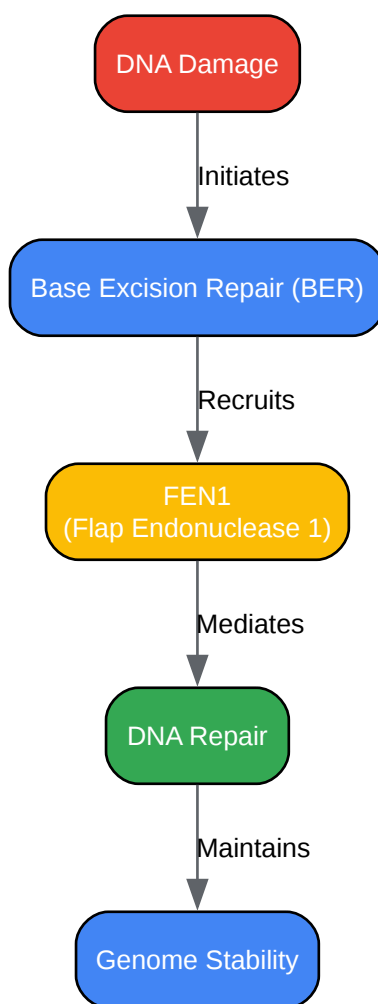 DNA Damage
Initiates
Base Excision Repair (BER)
Recruits
FEN1
(Flap Endonuclease 1)
Mediates
DNA Repair
Maintains
Genome Stability